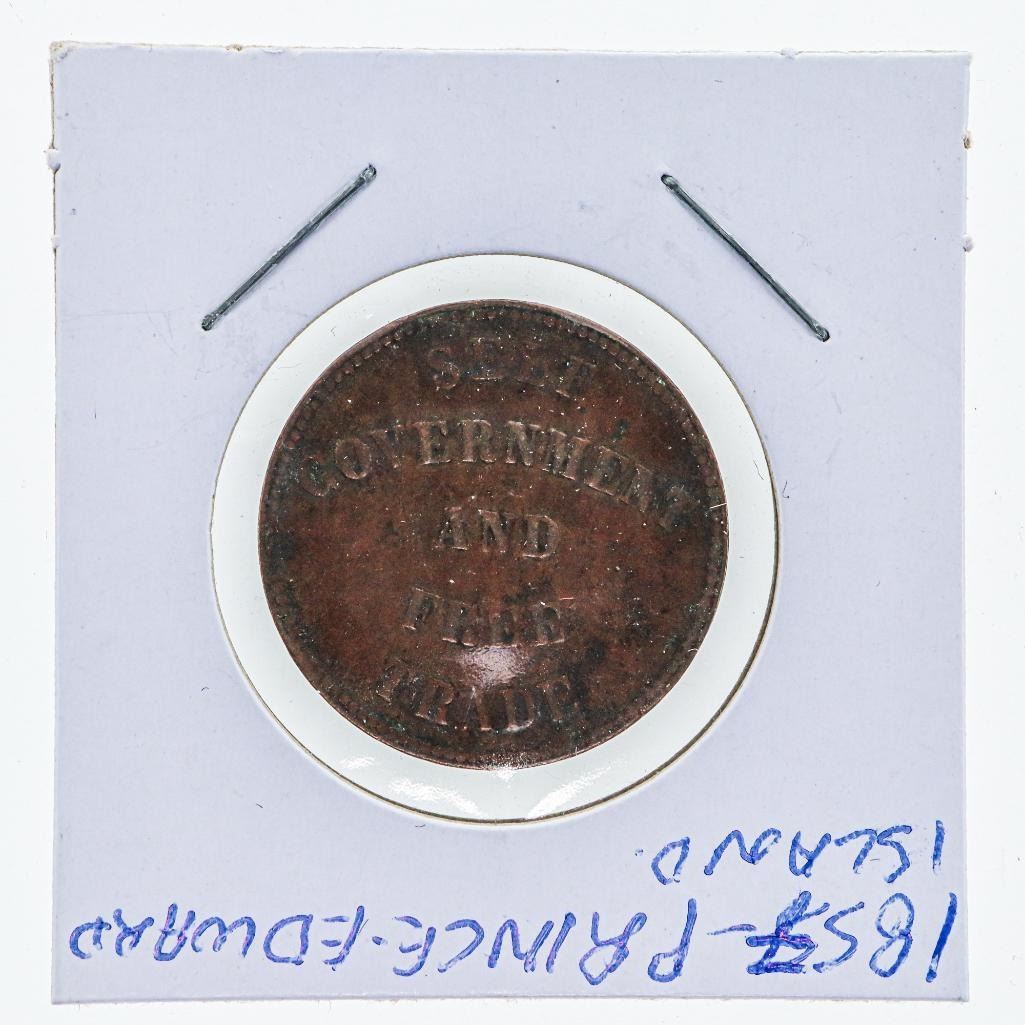 SELF
GOVERNMENT
AND
FREE
TRADE
1857-PRINCE-EDWARD
ISLAND.